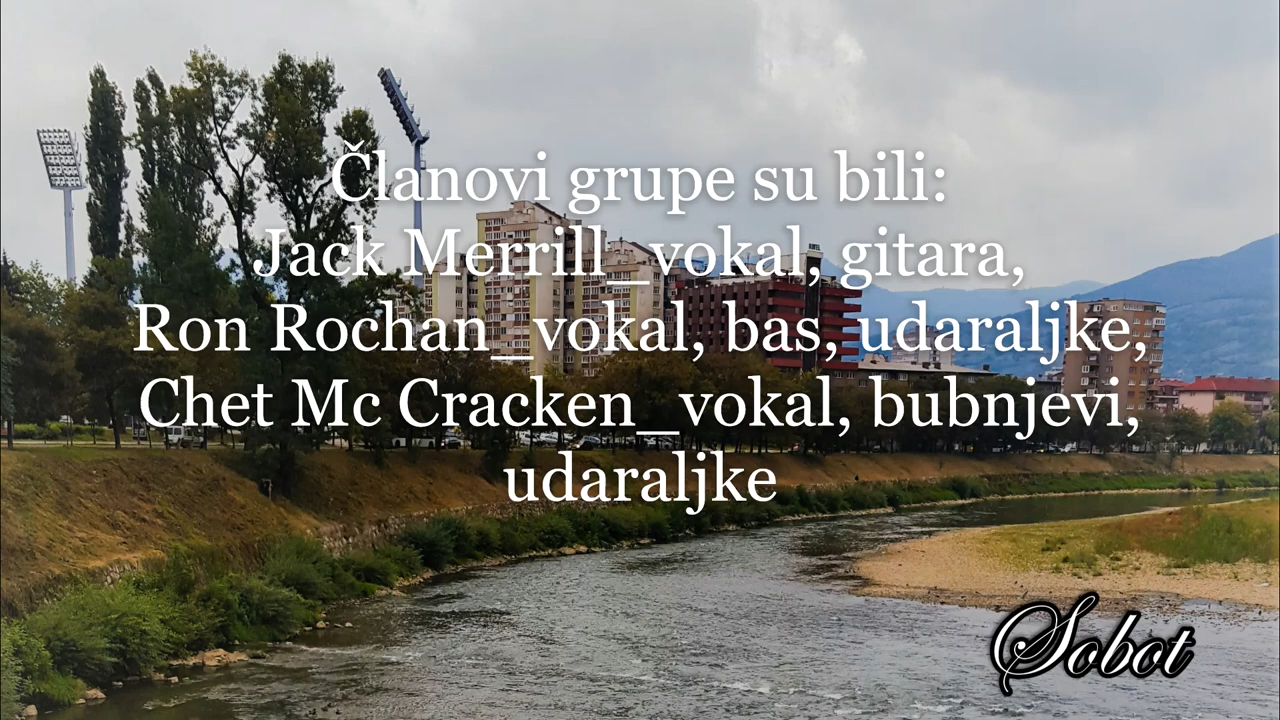 Članovi grupe su bili:
Jack Merrill_vokal, gitara,
Ron Rochan_vokal, bas, udaraljke,
Chet Mc Cracken_vokal, bubnjevi,
udaraljke
Sobot